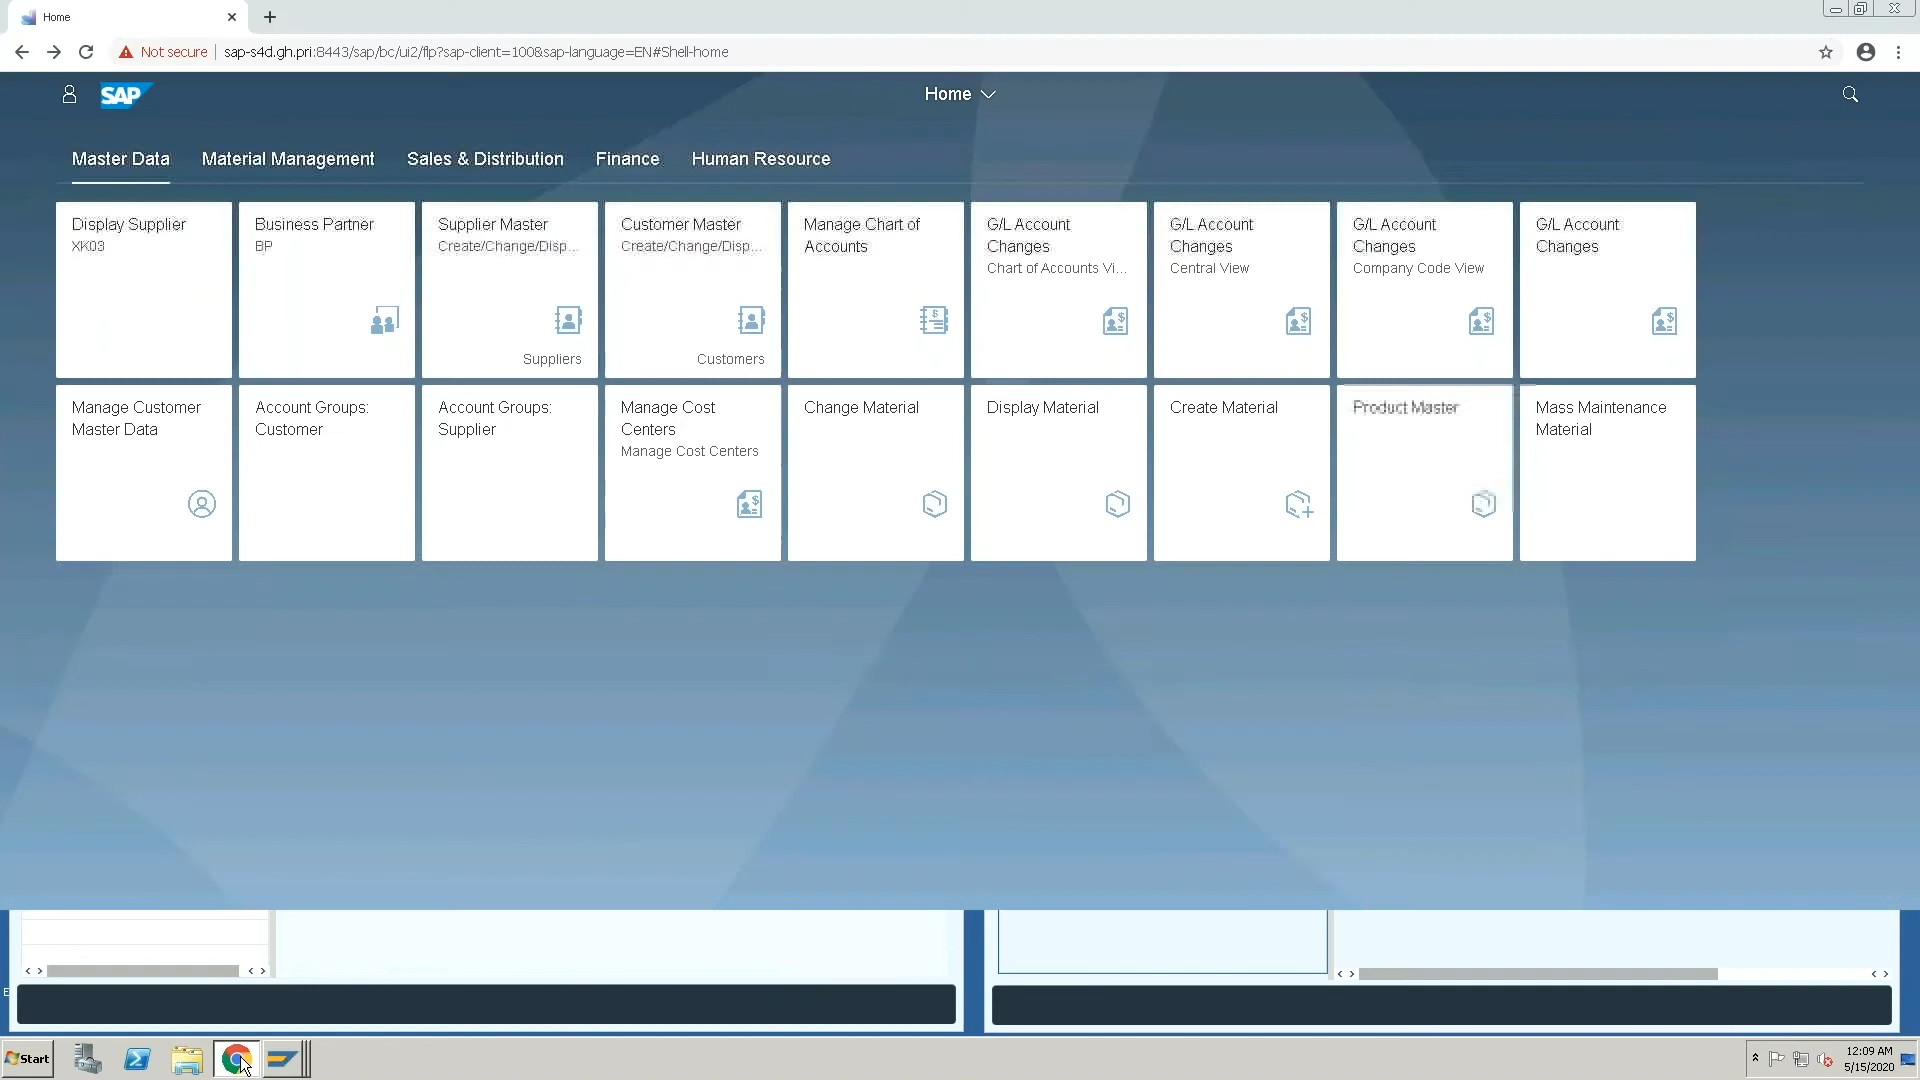 Home
Not secure
sap-s4d.gh.pri:8443/sap/bc/ui2/flp?sap-client=100&sap-language=EN#Shell-home
SAP
Home
Master Data
Material Management
Sales & Distribution
Finance
Human Resource
Display Supplier
XK03
Business Partner
BP
Supplier Master
Create/Change/Disp...
Suppliers
Customer Master
Create/Change/Disp...
Customers
Manage Chart of
Accounts
G/L Account
Changes
Chart of Accounts Vi...
G/L Account
Changes
Central View
G/L Account
Changes
Company Code View
G/L Account
Changes
Manage Customer
Master Data
Account Groups:
Customer
Account Groups:
Supplier
Manage Cost
Centers
Manage Cost Centers
Change Material
Display Material
Create Material
Product Master
Mass Maintenance
Material
E
Start
12:09 AM
5/15/2020